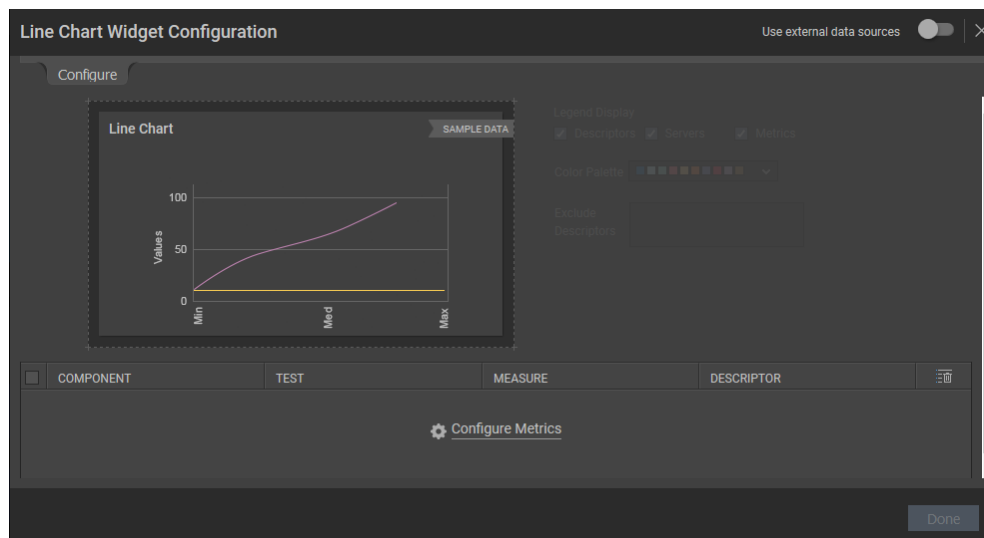 Line Chart Widget Configuration
Use external data sources
Configure
Line Chart
SAMPLE DATA
100
50
0
Values
Min
Med
Max
Legend Display
Descriptors
Servers
Metrics
Color Palette
Exclude
Descriptors
COMPONENT
TEST
MEASURE
DESCRIPTOR
Configure Metrics
Done